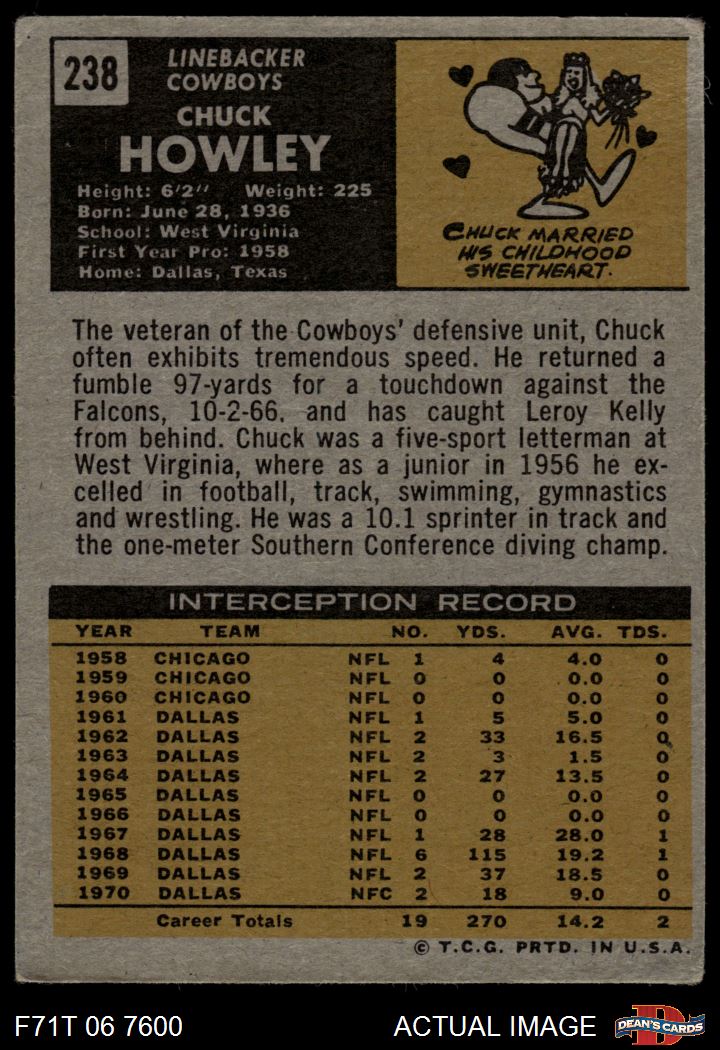 238
LINEBACKER
COWBOYS
CHUCK
HOWLEY
Height: 6'2" Weight: 225
Born: June 28, 1936
School: West Virginia
First Year Pro: 1958
Home: Dallas, Texas
CHUCK MARRIED
HIS CHILDHOOD
SWEETHEART.
The veteran of the Cowboys' defensive unit, Chuck
often exhibits tremendous speed. He returned a
fumble 97-yards for a touchdown against the
Falcons, 10-2-66, and has caught Leroy Kelly
from behind. Chuck was a five-sport letterman at
West Virginia, where as a junior in 1956 he ex-
celled in football, track, swimming, gymnastics
and wrestling. He was a 10.1 sprinter in track and
the one-meter Southern Conference diving champ.
INTERCEPTION RECORD
YEAR TEAM NO. YDS. AVG. TDS.
1958 CHICAGO NFL 1 4 4.0 0
1959 CHICAGO NFL 0 0 0.0 0
1960 CHICAGO NFL 0 0 0.0 0
1961 DALLAS NFL 1 5 5.0 0
1962 DALLAS NFL 2 33 16.5 0
1963 DALLAS NFL 2 3 1.5 0
1964 DALLAS NFL 2 27 13.5 0
1965 DALLAS NFL 0 0 0.0 0
1966 DALLAS NFL 0 0 0.0 0
1967 DALLAS NFL 1 28 28.0 1
1968 DALLAS NFL 6 115 19.2 1
1969 DALLAS NFL 2 37 18.5 0
1970 DALLAS NFC 2 18 9.0 0
Career Totals 19 270 14.2 2
© T.C.G. PRTD. IN U.S.A.
F71T 06 7600 ACTUAL IMAGE
D
DEAN'S CARDS